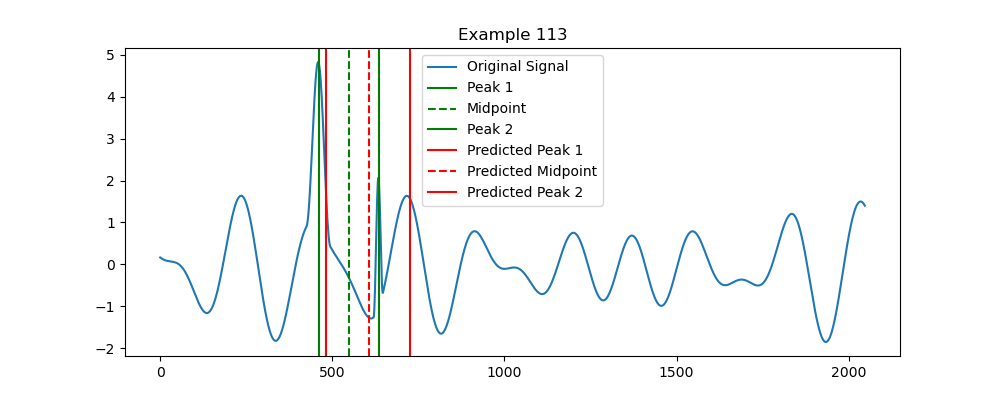 Example 113
5
4
3
2
1
0
−1
−2
Original Signal
Peak 1
Midpoint
Peak 2
Predicted Peak 1
Predicted Midpoint
Predicted Peak 2
0 500 1000 1500 2000